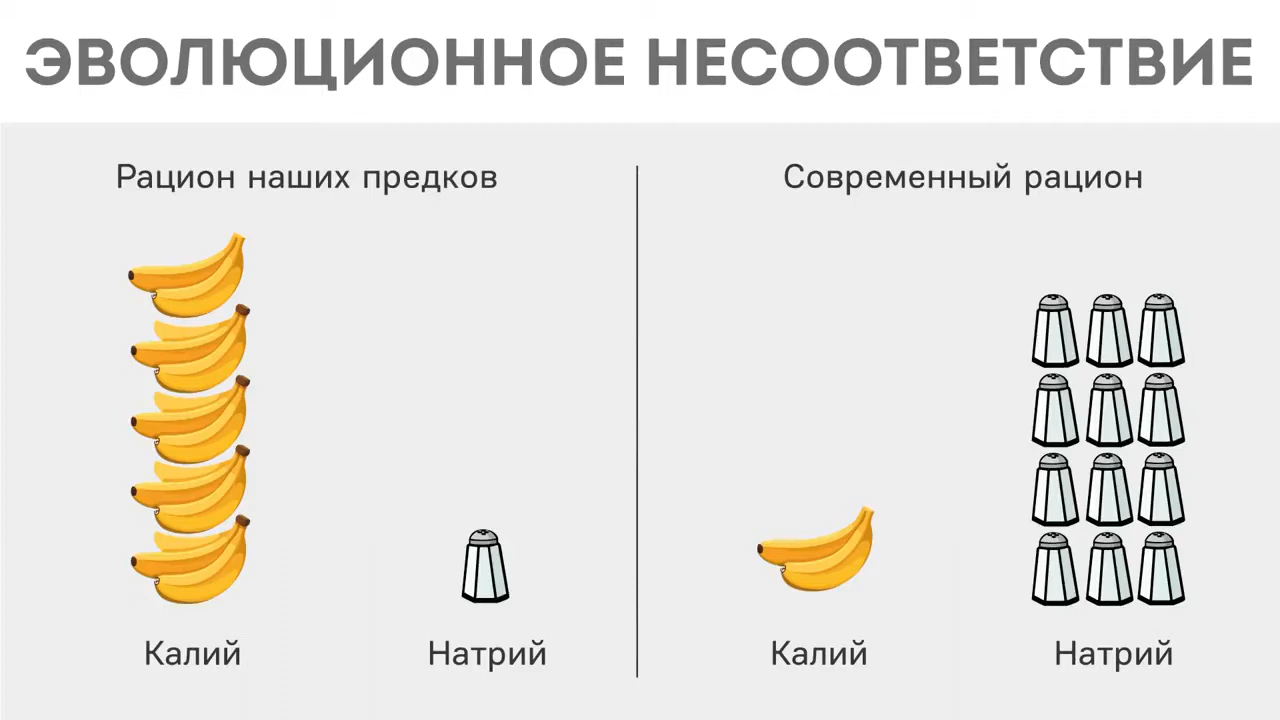 ЭВОЛЮЦИОННОЕ НЕСООТВЕТСТВИЕ
Рацион наших предков
Современный рацион
Калий
Натрий
Калий
Натрий